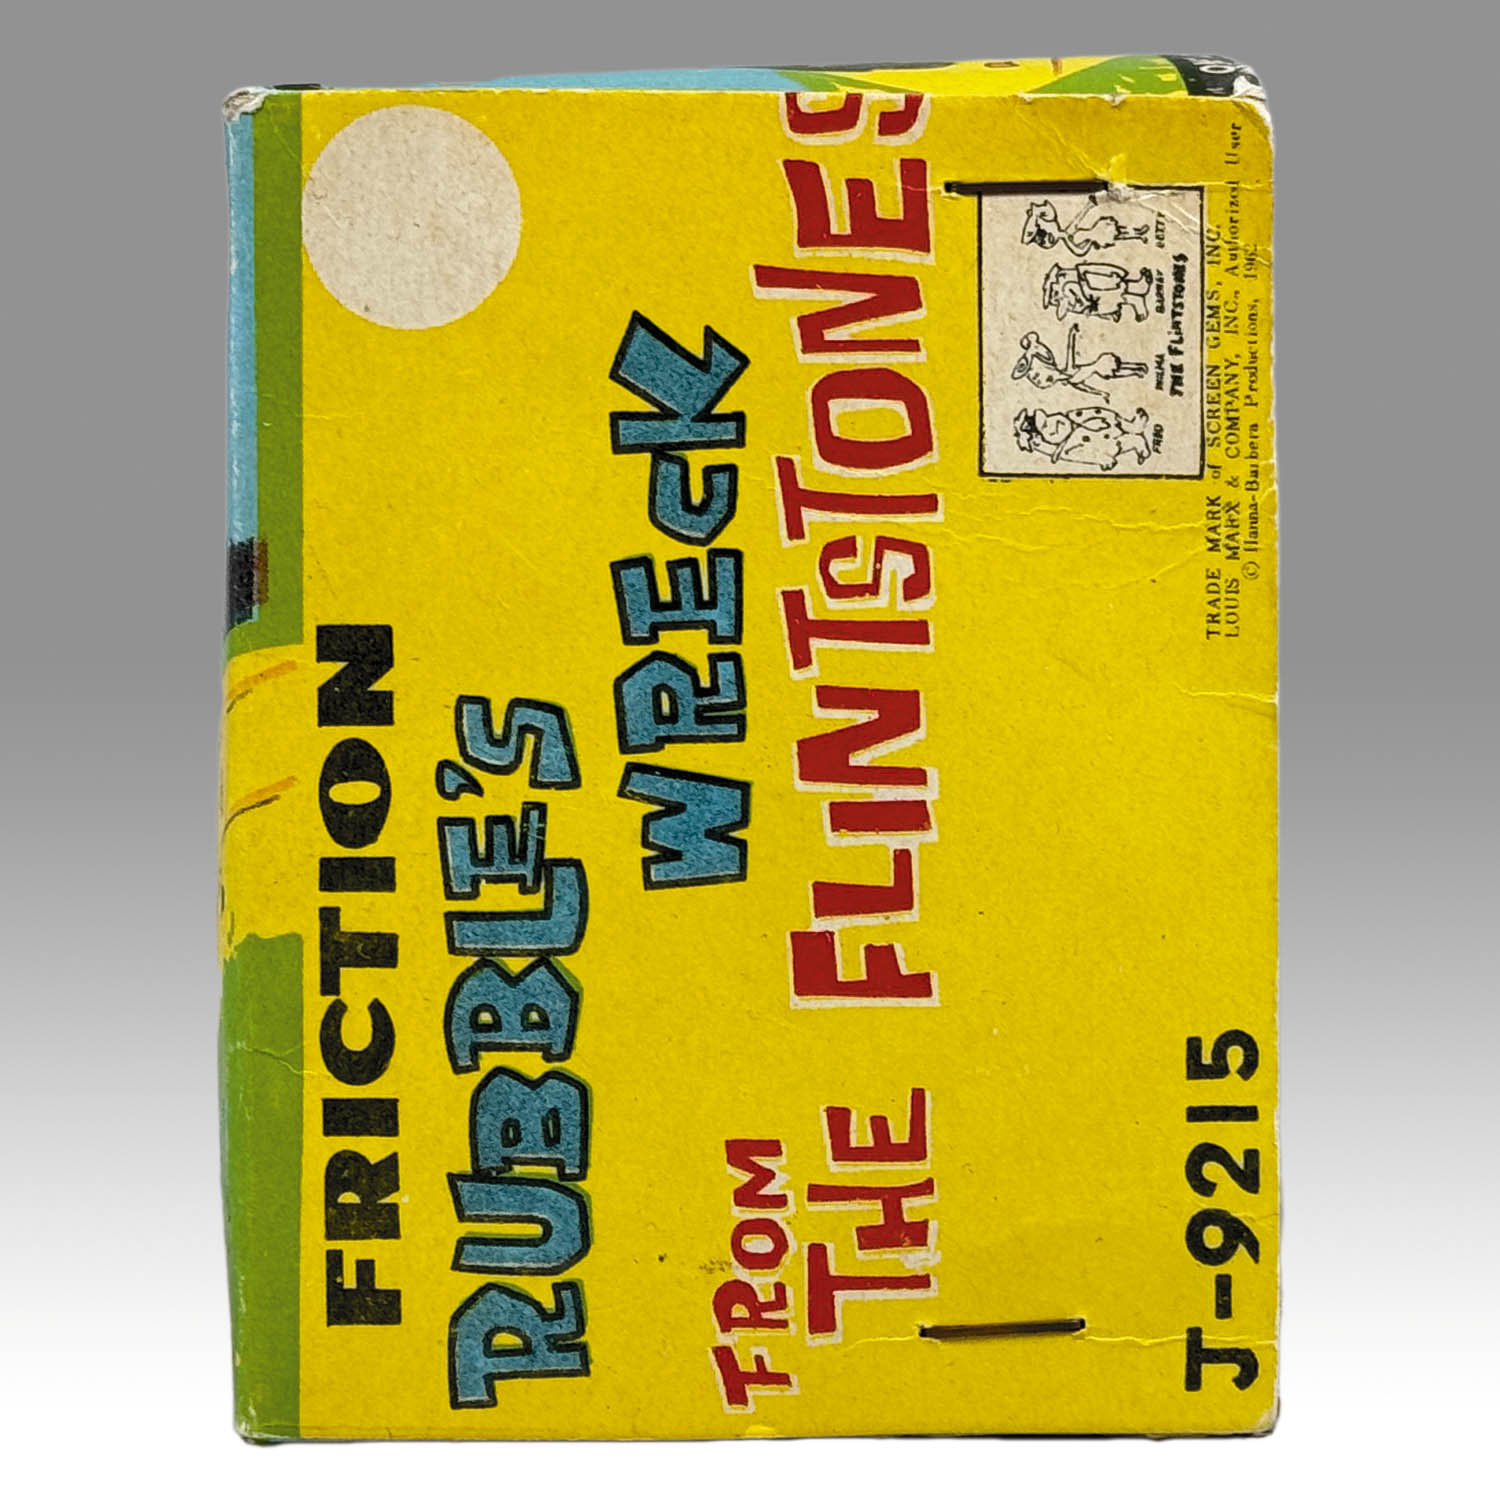 FRICTION
RUBBLE'S
WRECK
FROM
THE FLINTSTONES
FRED WILMA BARNEY BETTY
THE FLINTSTONES
TRADE MARK of SCREEN GEMS, INC.
LOUIS MARX & COMPANY, INC., Authorized User
© Hanna-Barbera Productions, 1962
J-9215